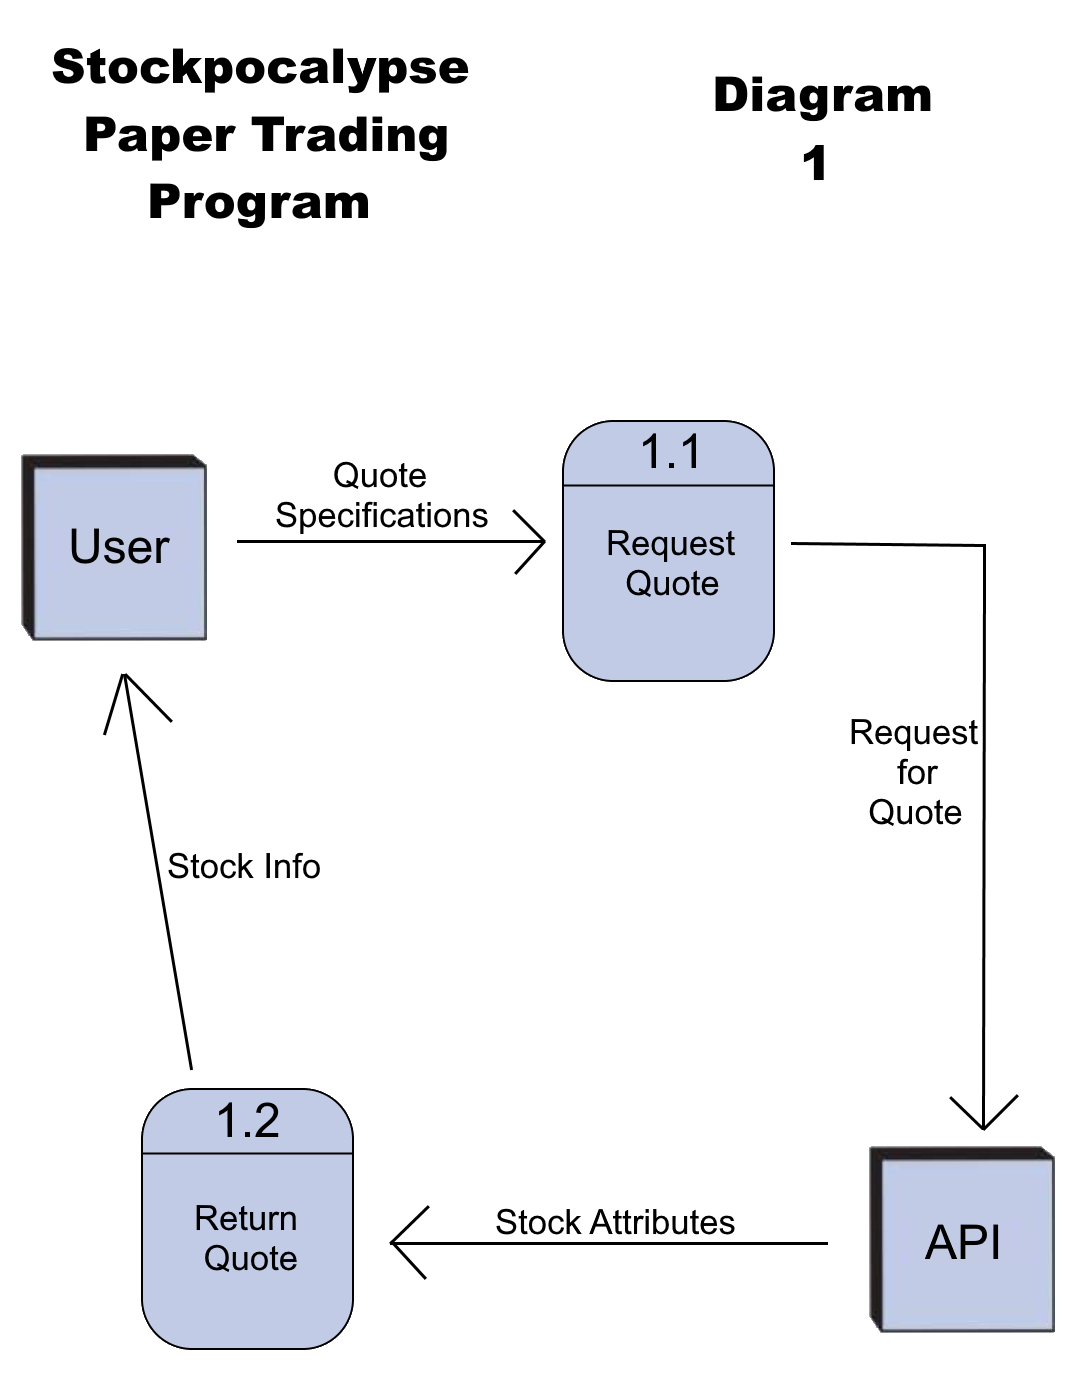 Stockpocalypse
Paper Trading
Program
Diagram
1
User
Quote
Specifications
1.1
Request
Quote
Request
for
Quote
Stock Info
1.2
Return
Quote
Stock Attributes
API